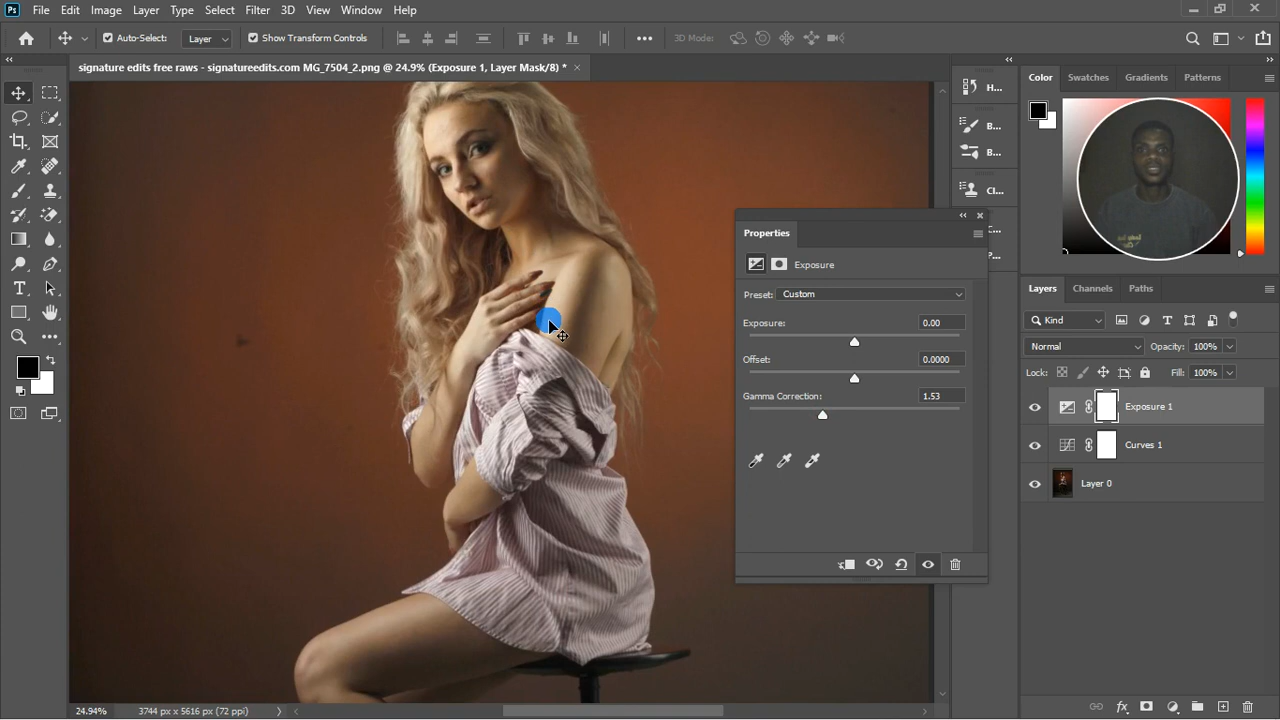 Ps File Edit Image Layer Type Select Filter 3D View Window Help
Auto-Select: Layer Show Transform Controls 3D Mode:
signature edits free raws - signatureedits.com MG_7504_2.png @ 24.9% (Exposure 1, Layer Mask/8) *
H...
B...
B...
Cl...
C...
P...
Color Swatches Gradients Patterns
Properties
Exposure
Preset: Custom
Exposure: 0.00
Offset: 0.0000
Gamma Correction: 1.53
Layers Channels Paths
Kind
Normal Opacity: 100%
Lock: Fill: 100%
Exposure 1
Curves 1
Layer 0
24.94% 3744 px x 5616 px (72 ppi)